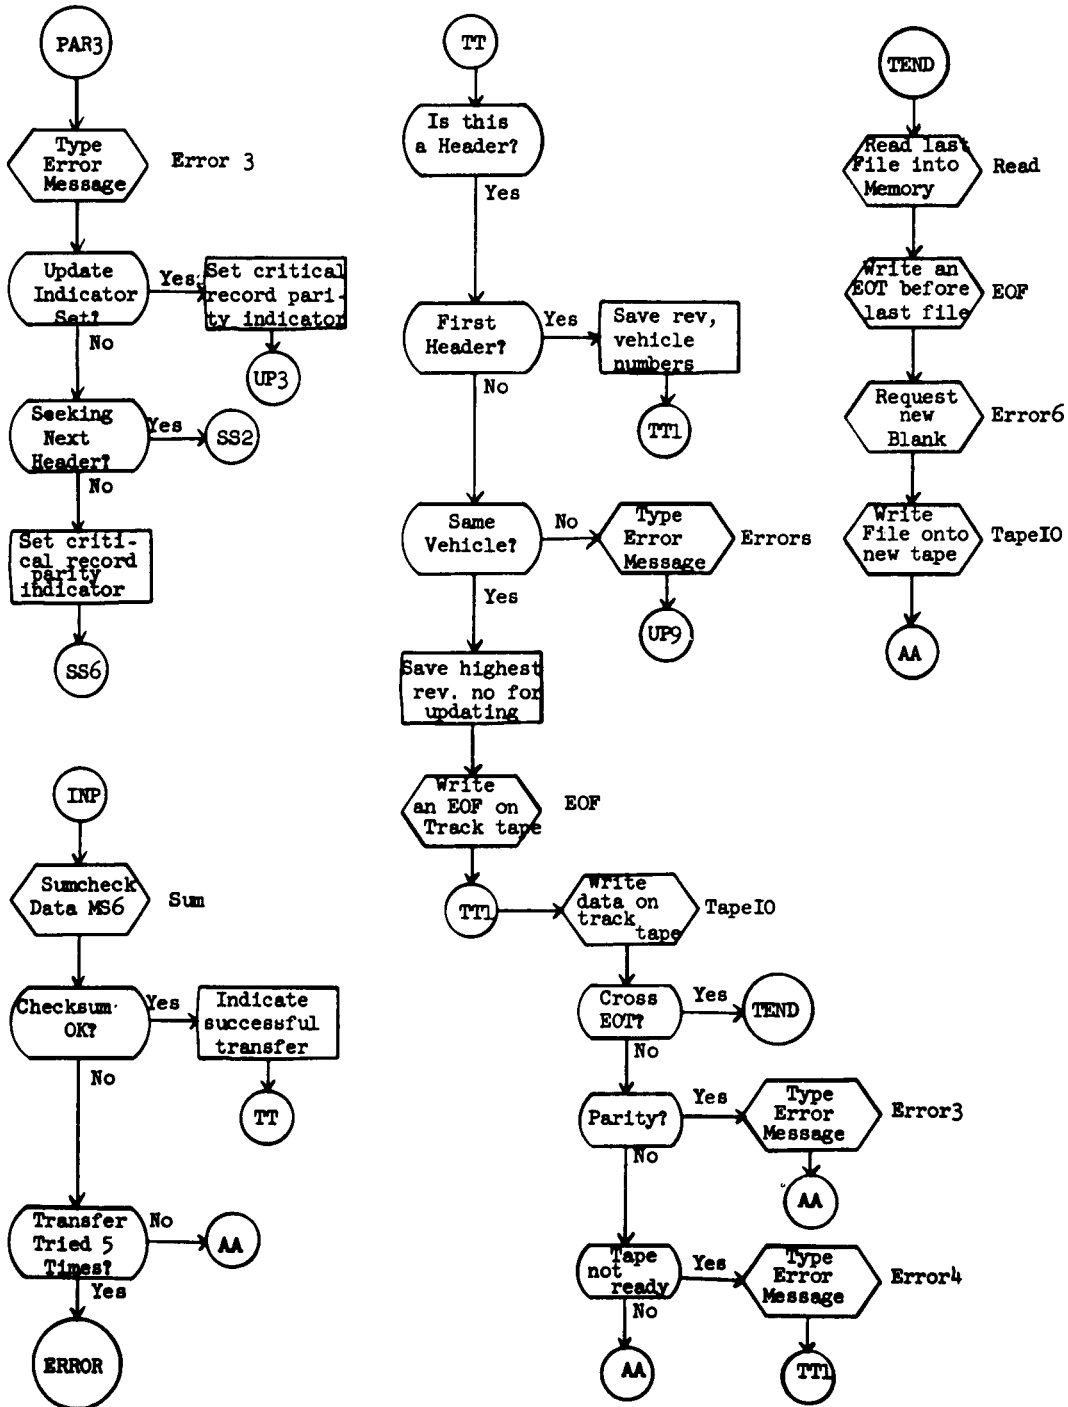 PAR3
Type
Error
Message
Error 3
Update
Indicator
Set?
Yes
Set critical
record pari-
ty indicator
UP3
No
Seeking
Next
Header?
Yes
SS2
No
Set criti-
cal record
parity
indicator
SS6
INP
Sumcheck
Data MS6
Sum
Checksum
OK?
Yes
Indicate
successful
transfer
TT
No
Transfer
Tried 5
Times?
No
AA
Yes
ERROR
TT
Is this
a Header?
Yes
First
Header?
Yes
Save rev,
vehicle
numbers
TT1
No
Same
Vehicle?
No
Type
Error
Message
Errors
UP9
Yes
Save highest
rev. no for
updating
Write
an EOF on
Track tape
EOF
TT1
Write
data on
track
tape
TapeIO
Cross
EOT?
Yes
TEND
No
Parity?
Yes
Type
Error
Message
Error3
AA
No
Tape
not
ready
Yes
Type
Error
Message
Error4
TT1
No
AA
TEND
Read last
File into
Memory
Read
Write an
EOT before
last file
EOF
Request
new
Blank
Error6
Write
File onto
new tape
TapeIO
AA